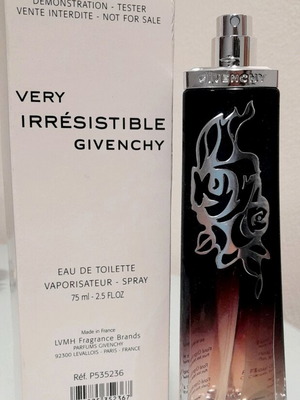 DEMONSTRATION - TESTER
VENTE INTERDITE - NOT FOR SALE
VERY
IRRÉSISTIBLE
GIVENCHY
EAU DE TOILETTE
VAPORISATEUR - SPRAY
75 ml - 2.5 FL.OZ
Made in France
LVMH Fragrance Brands
PARFUMS GIVENCHY
92300 LEVALLOIS - PARIS - FRANCE
Réf. P535236
GIVENCHY